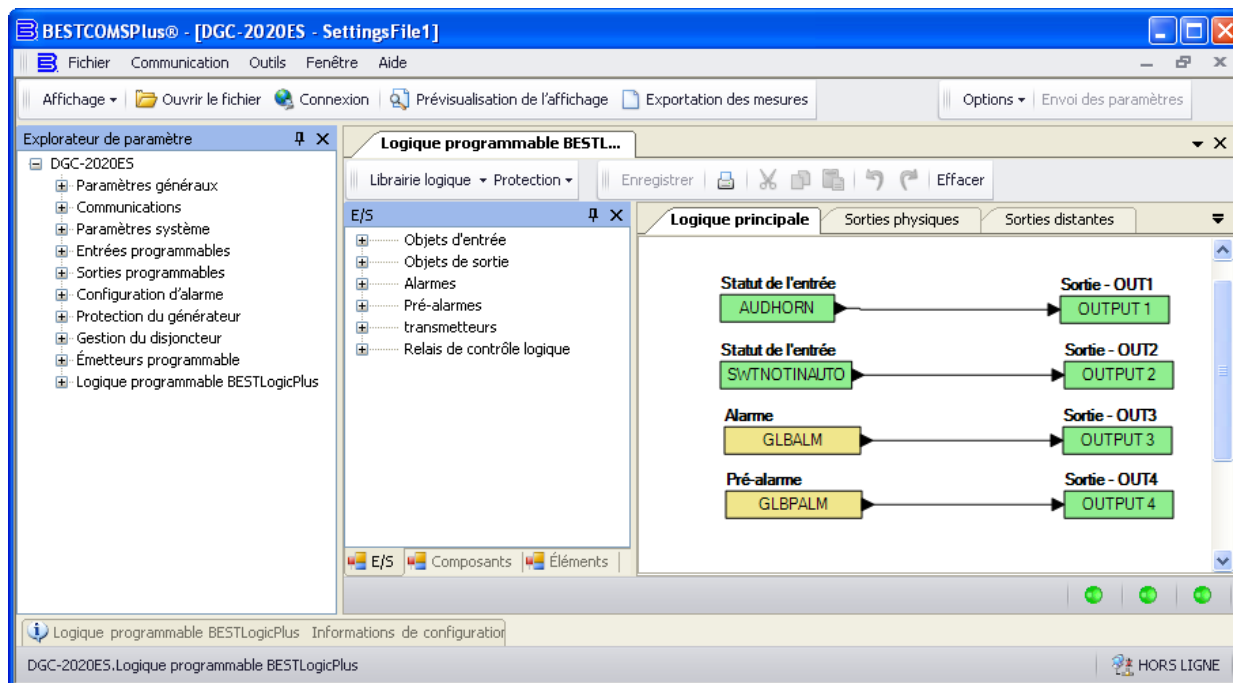 BESTCOMSPlus® - [DGC-2020ES - SettingsFile1]
Fichier Communication Outils Fenêtre Aide
Affichage Ouvrir le fichier Connexion Prévisualisation de l'affichage Exportation des mesures Options Envoi des paramètres
Explorateur de paramètre
DGC-2020ES
Paramètres généraux
Communications
Paramètres système
Entrées programmables
Sorties programmables
Configuration d'alarme
Protection du générateur
Gestion du disjoncteur
Émetteurs programmable
Logique programmable BESTLogicPlus
Logique programmable BESTL...
Librairie logique Protection Enregistrer Effacer
E/S
Objets d'entrée
Objets de sortie
Alarmes
Pré-alarmes
transmetteurs
Relais de contrôle logique
E/S Composants Éléments
Logique principale Sorties physiques Sorties distantes
Statut de l'entrée Sortie - OUT1
AUDHORN OUTPUT 1
Statut de l'entrée Sortie - OUT2
SWTNOTINAUTO OUTPUT 2
Alarme Sortie - OUT3
GLBALM OUTPUT 3
Pré-alarme Sortie - OUT4
GLBPALM OUTPUT 4
Logique programmable BESTLogicPlus Informations de configuration
DGC-2020ES.Logique programmable BESTLogicPlus HORS LIGNE